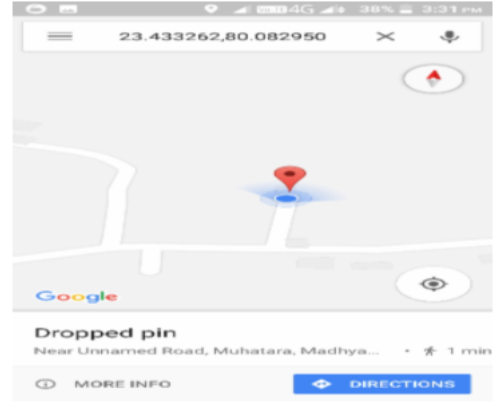 4G 38% 3:31 PM
23.433262,80.082950
Google
Dropped pin
Near Unnamed Road, Muhatara, Madhya... · 1 min
MORE INFO DIRECTIONS